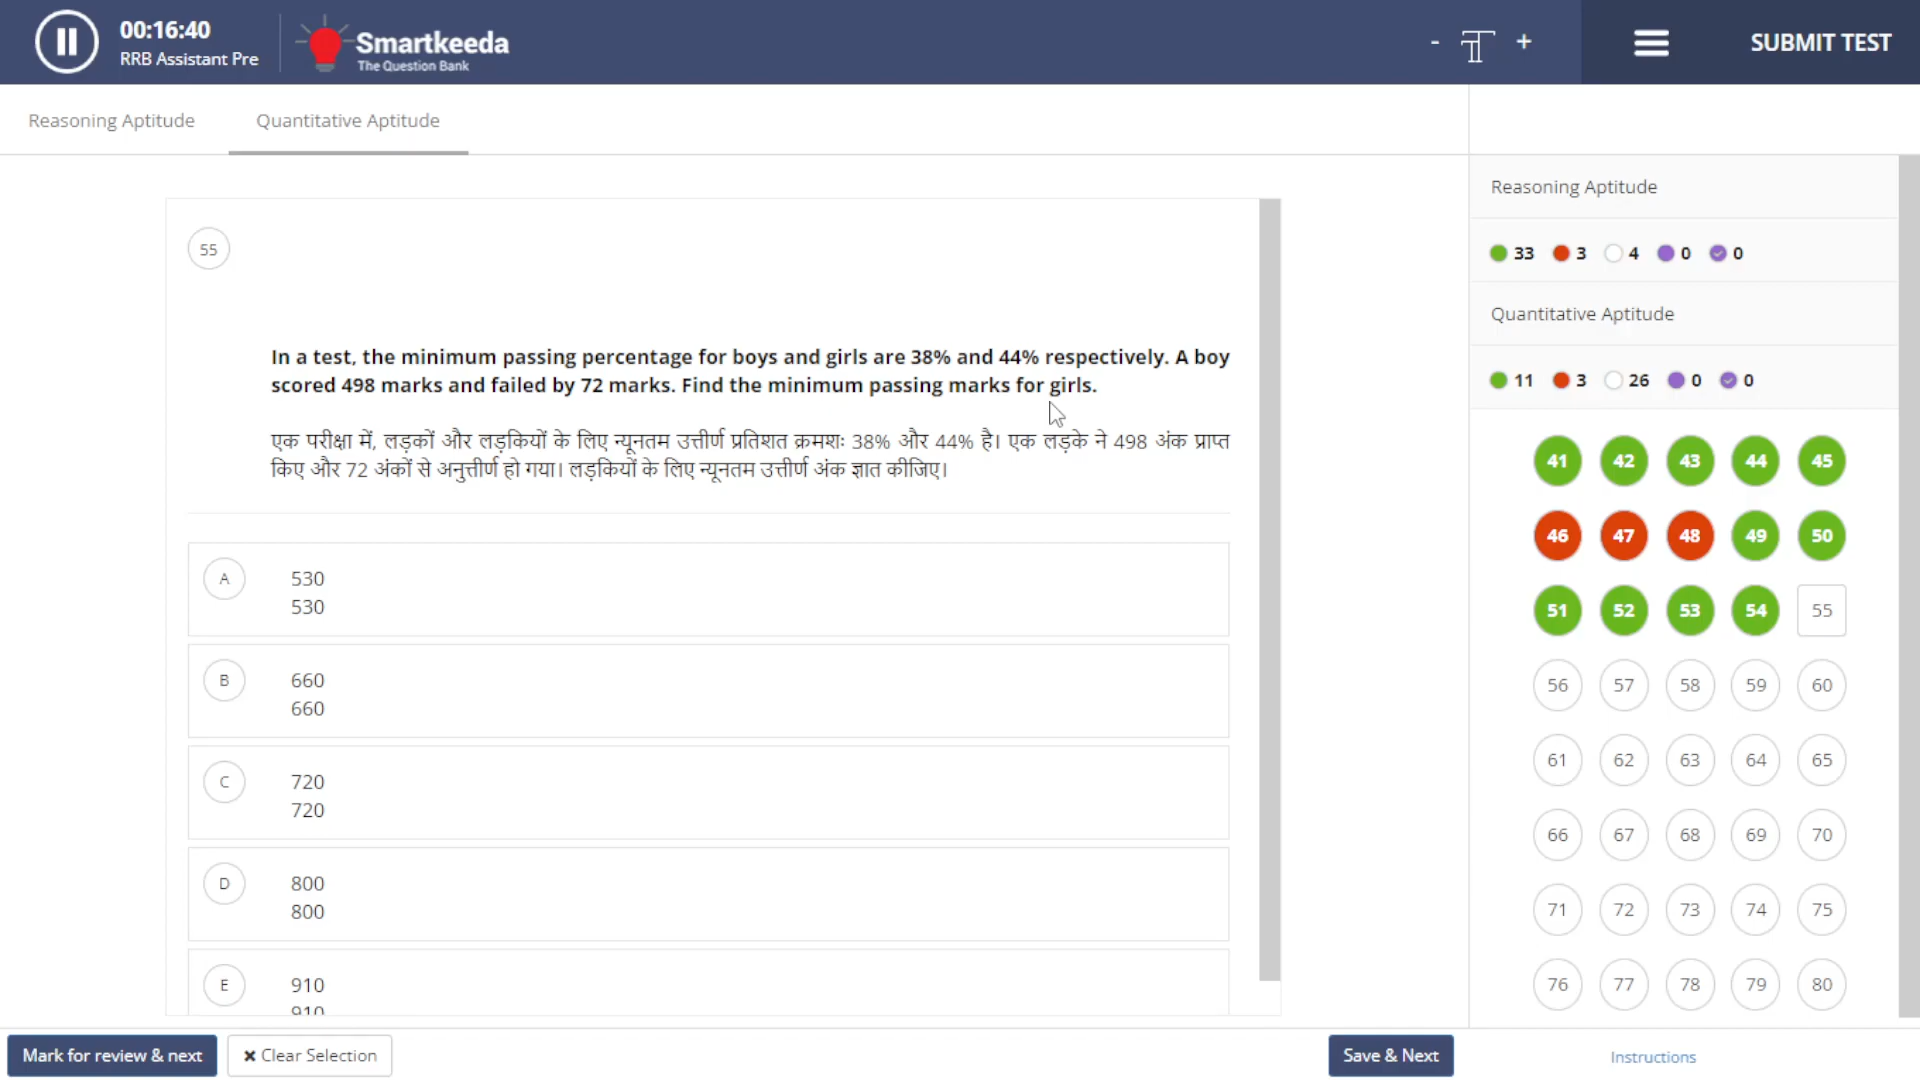 00:16:40
RRB Assistant Pre
Smartkeeda
The Question Bank
- T +
SUBMIT TEST
Reasoning Aptitude
Quantitative Aptitude
55
In a test, the minimum passing percentage for boys and girls are 38% and 44% respectively. A boy
scored 498 marks and failed by 72 marks. Find the minimum passing marks for girls.
एक परीक्षा में, लड़कों और लड़कियों के लिए न्यूनतम उत्तीर्ण प्रतिशत क्रमशः 38% और 44% है। एक लड़के ने 498 अंक प्राप्त
किए और 72 अंकों से अनुत्तीर्ण हो गया। लड़कियों के लिए न्यूनतम उत्तीर्ण अंक ज्ञात कीजिए।
A
530
530
B
660
660
C
720
720
D
800
800
E
910
910
Mark for review & next
✖ Clear Selection
Save & Next
Reasoning Aptitude
33 3 4 0 0
Quantitative Aptitude
11 3 26 0 0
41 42 43 44 45
46 47 48 49 50
51 52 53 54 55
56 57 58 59 60
61 62 63 64 65
66 67 68 69 70
71 72 73 74 75
76 77 78 79 80
Instructions